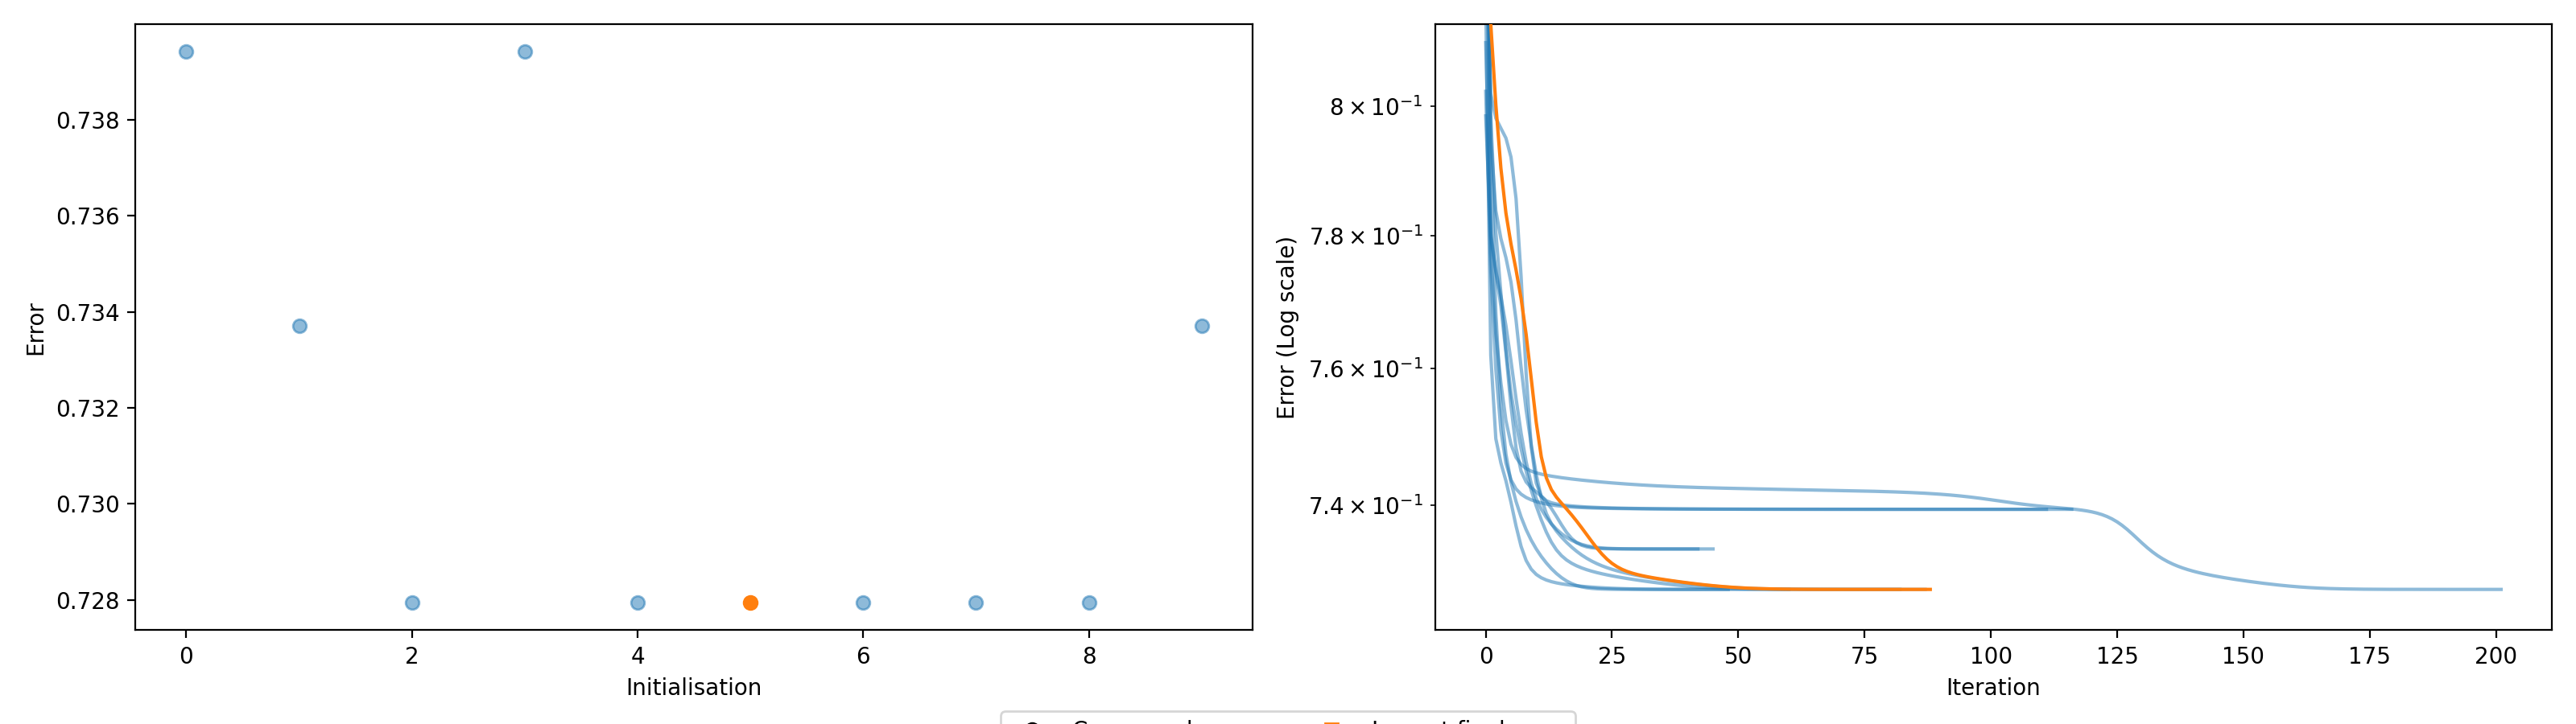 Error
0.738
0.736
0.734
0.732
0.730
0.728
0 2 4 6 8
Initialisation
Error (Log scale)
8 × 10⁻¹
7.8 × 10⁻¹
7.6 × 10⁻¹
7.4 × 10⁻¹
0 25 50 75 100 125 150 175 200
Iteration